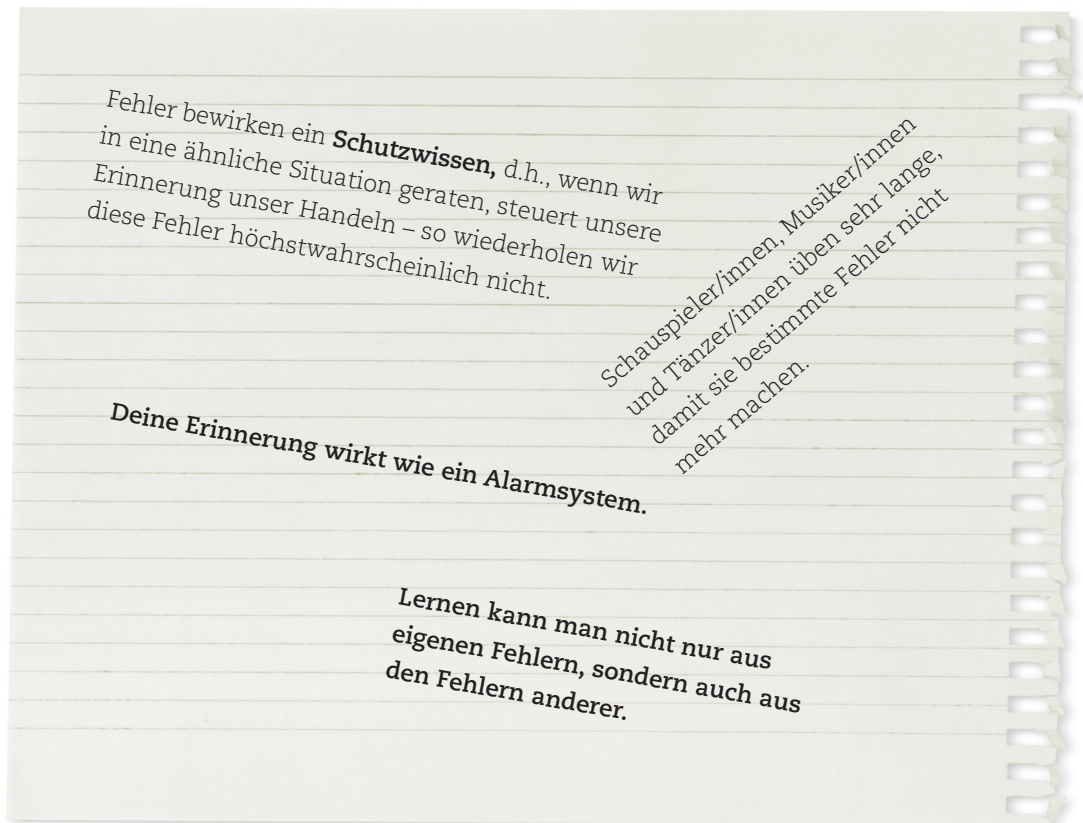 Fehler bewirken ein Schutzwissen, d.h., wenn wir
in eine ähnliche Situation geraten, steuert unsere
Erinnerung unser Handeln – so wiederholen wir
diese Fehler höchstwahrscheinlich nicht.
Schauspieler/innen, Musiker/innen
und Tänzer/innen üben sehr lange,
damit sie bestimmte Fehler nicht
mehr machen.
Deine Erinnerung wirkt wie ein Alarmsystem.
Lernen kann man nicht nur aus
eigenen Fehlern, sondern auch aus
den Fehlern anderer.